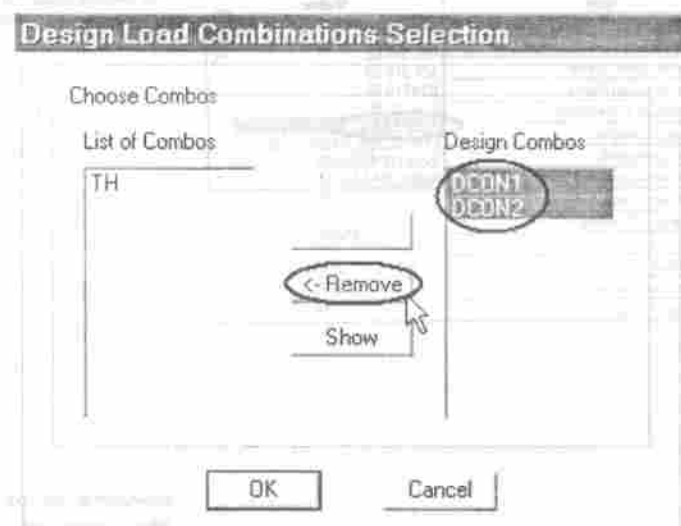 Design Load Combinations Selection
Choose Combos
List of Combos
Design Combos
TH
DCON1
DCON2
<- Remove
Show
OK
Cancel